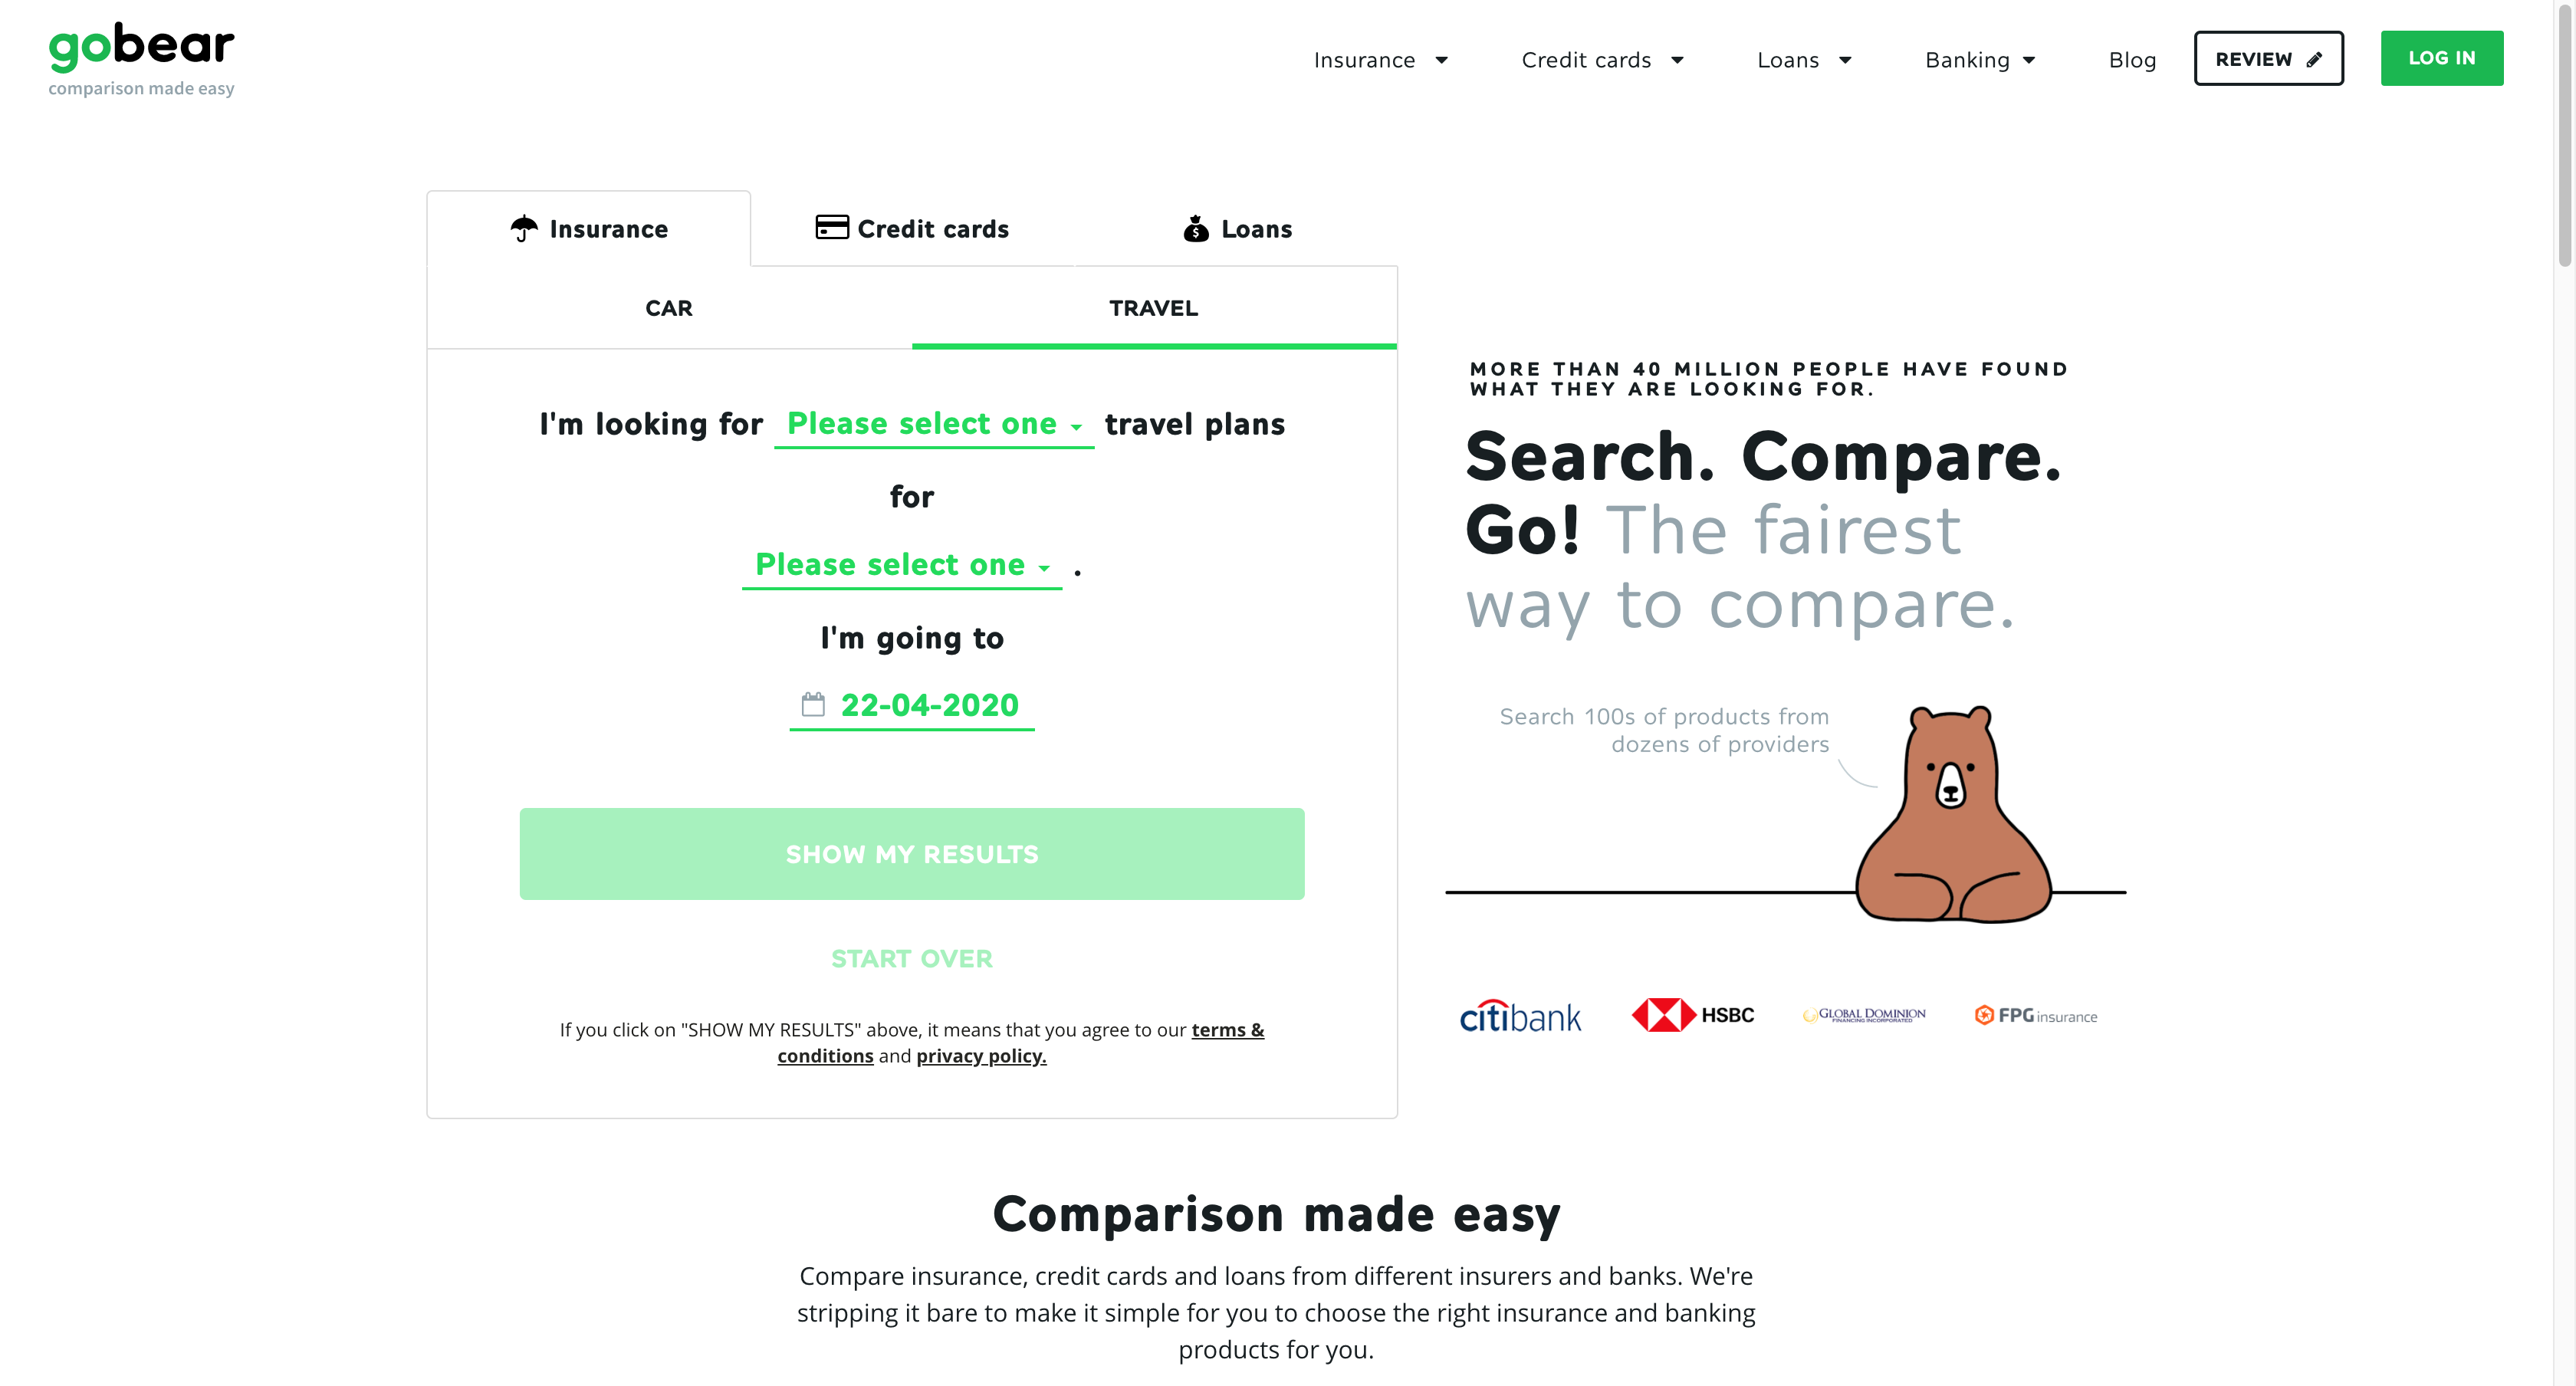 gobear
comparison made easy
Insurance
Credit cards
Loans
Banking
Blog
REVIEW
LOG IN
Insurance
Credit cards
Loans
CAR
TRAVEL
I'm looking for Please select one travel plans
for
Please select one .
I'm going to
22-04-2020
SHOW MY RESULTS
START OVER
If you click on "SHOW MY RESULTS" above, it means that you agree to our terms &
conditions and privacy policy.
MORE THAN 40 MILLION PEOPLE HAVE FOUND
WHAT THEY ARE LOOKING FOR.
Search. Compare.
Go! The fairest
way to compare.
Search 100s of products from
dozens of providers
citibank
HSBC
GLOBAL DOMINION
FINANCING INCORPORATED
FPG insurance
Comparison made easy
Compare insurance, credit cards and loans from different insurers and banks. We're
stripping it bare to make it simple for you to choose the right insurance and banking
products for you.